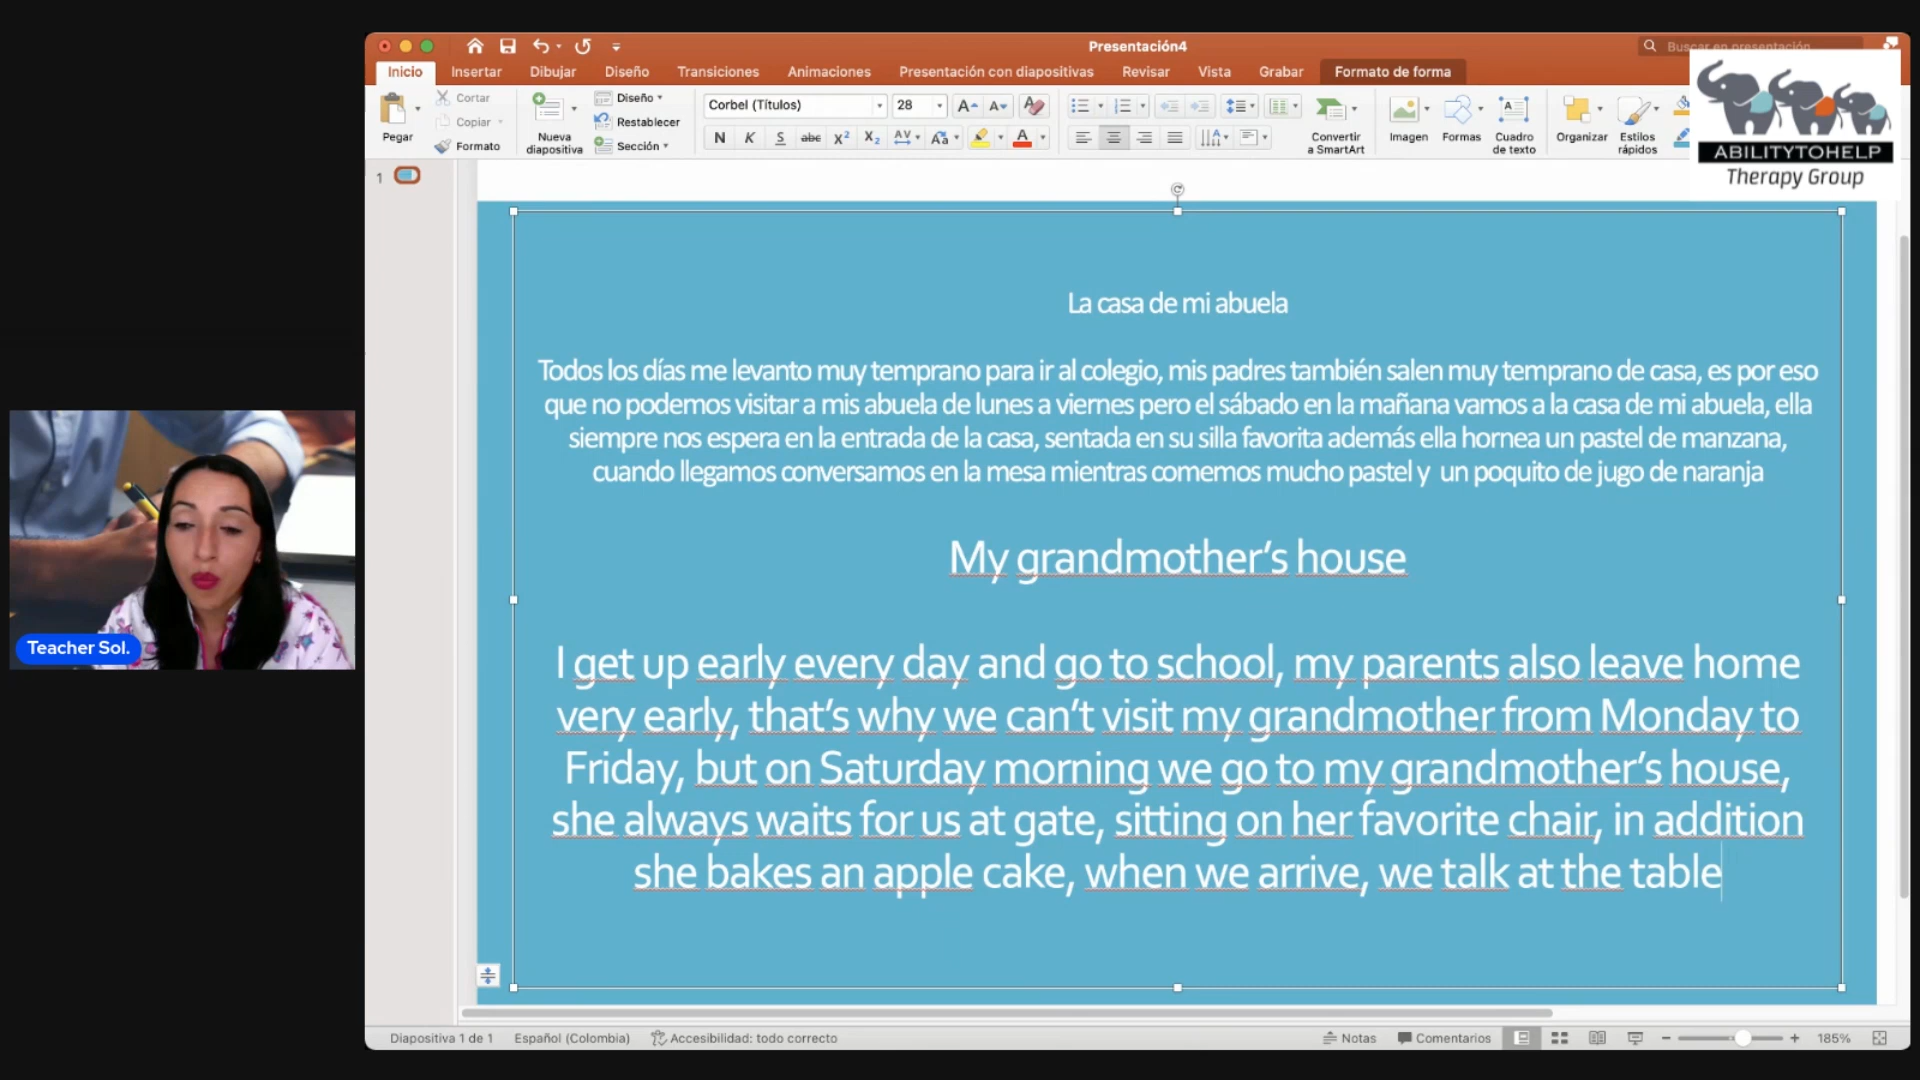 Presentación4
Buscar en presentación
Inicio Insertar Dibujar Diseño Transiciones Animaciones Presentación con diapositivas Revisar Vista Grabar Formato de forma
Pegar
Cortar
Copiar
Formato
Nueva diapositiva
Diseño
Restablecer
Sección
Corbel (Títulos) 28
N K S abc X² X₂ AV Aa A
Convertir a SmartArt
Imagen
Formas
Cuadro de texto
Organizar
Estilos rápidos
ABILITYTOHELP
Therapy Group
1
La casa de mi abuela
Todos los días me levanto muy temprano para ir al colegio, mis padres también salen muy temprano de casa, es por eso
que no podemos visitar a mis abuela de lunes a viernes pero el sábado en la mañana vamos a la casa de mi abuela, ella
siempre nos espera en la entrada de la casa, sentada en su silla favorita además ella hornea un pastel de manzana,
cuando llegamos conversamos en la mesa mientras comemos mucho pastel y un poquito de jugo de naranja
My grandmother's house
I get up early every day and go to school, my parents also leave home
very early, that's why we can't visit my grandmother from Monday to
Friday, but on Saturday morning we go to my grandmother's house,
she always waits for us at gate, sitting on her favorite chair, in addition
she bakes an apple cake, when we arrive, we talk at the table
Teacher Sol.
Diapositiva 1 de 1 Español (Colombia) Accesibilidad: todo correcto Notas Comentarios 185%